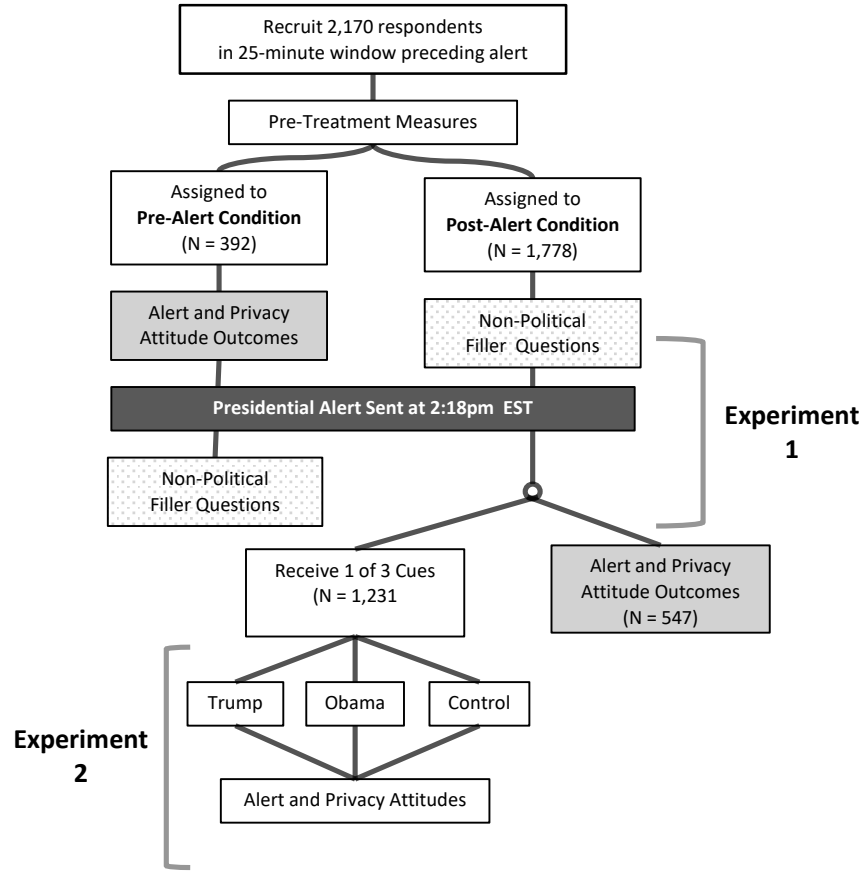 Recruit 2,170 respondents
in 25-minute window preceding alert
Pre-Treatment Measures
Assigned to
Pre-Alert Condition
(N = 392)
Assigned to
Post-Alert Condition
(N = 1,778)
Alert and Privacy
Attitude Outcomes
Non-Political
Filler Questions
Presidential Alert Sent at 2:18pm EST
Experiment
1
Non-Political
Filler Questions
Receive 1 of 3 Cues
(N = 1,231
Alert and Privacy
Attitude Outcomes
(N = 547)
Experiment
2
Trump
Obama
Control
Alert and Privacy Attitudes